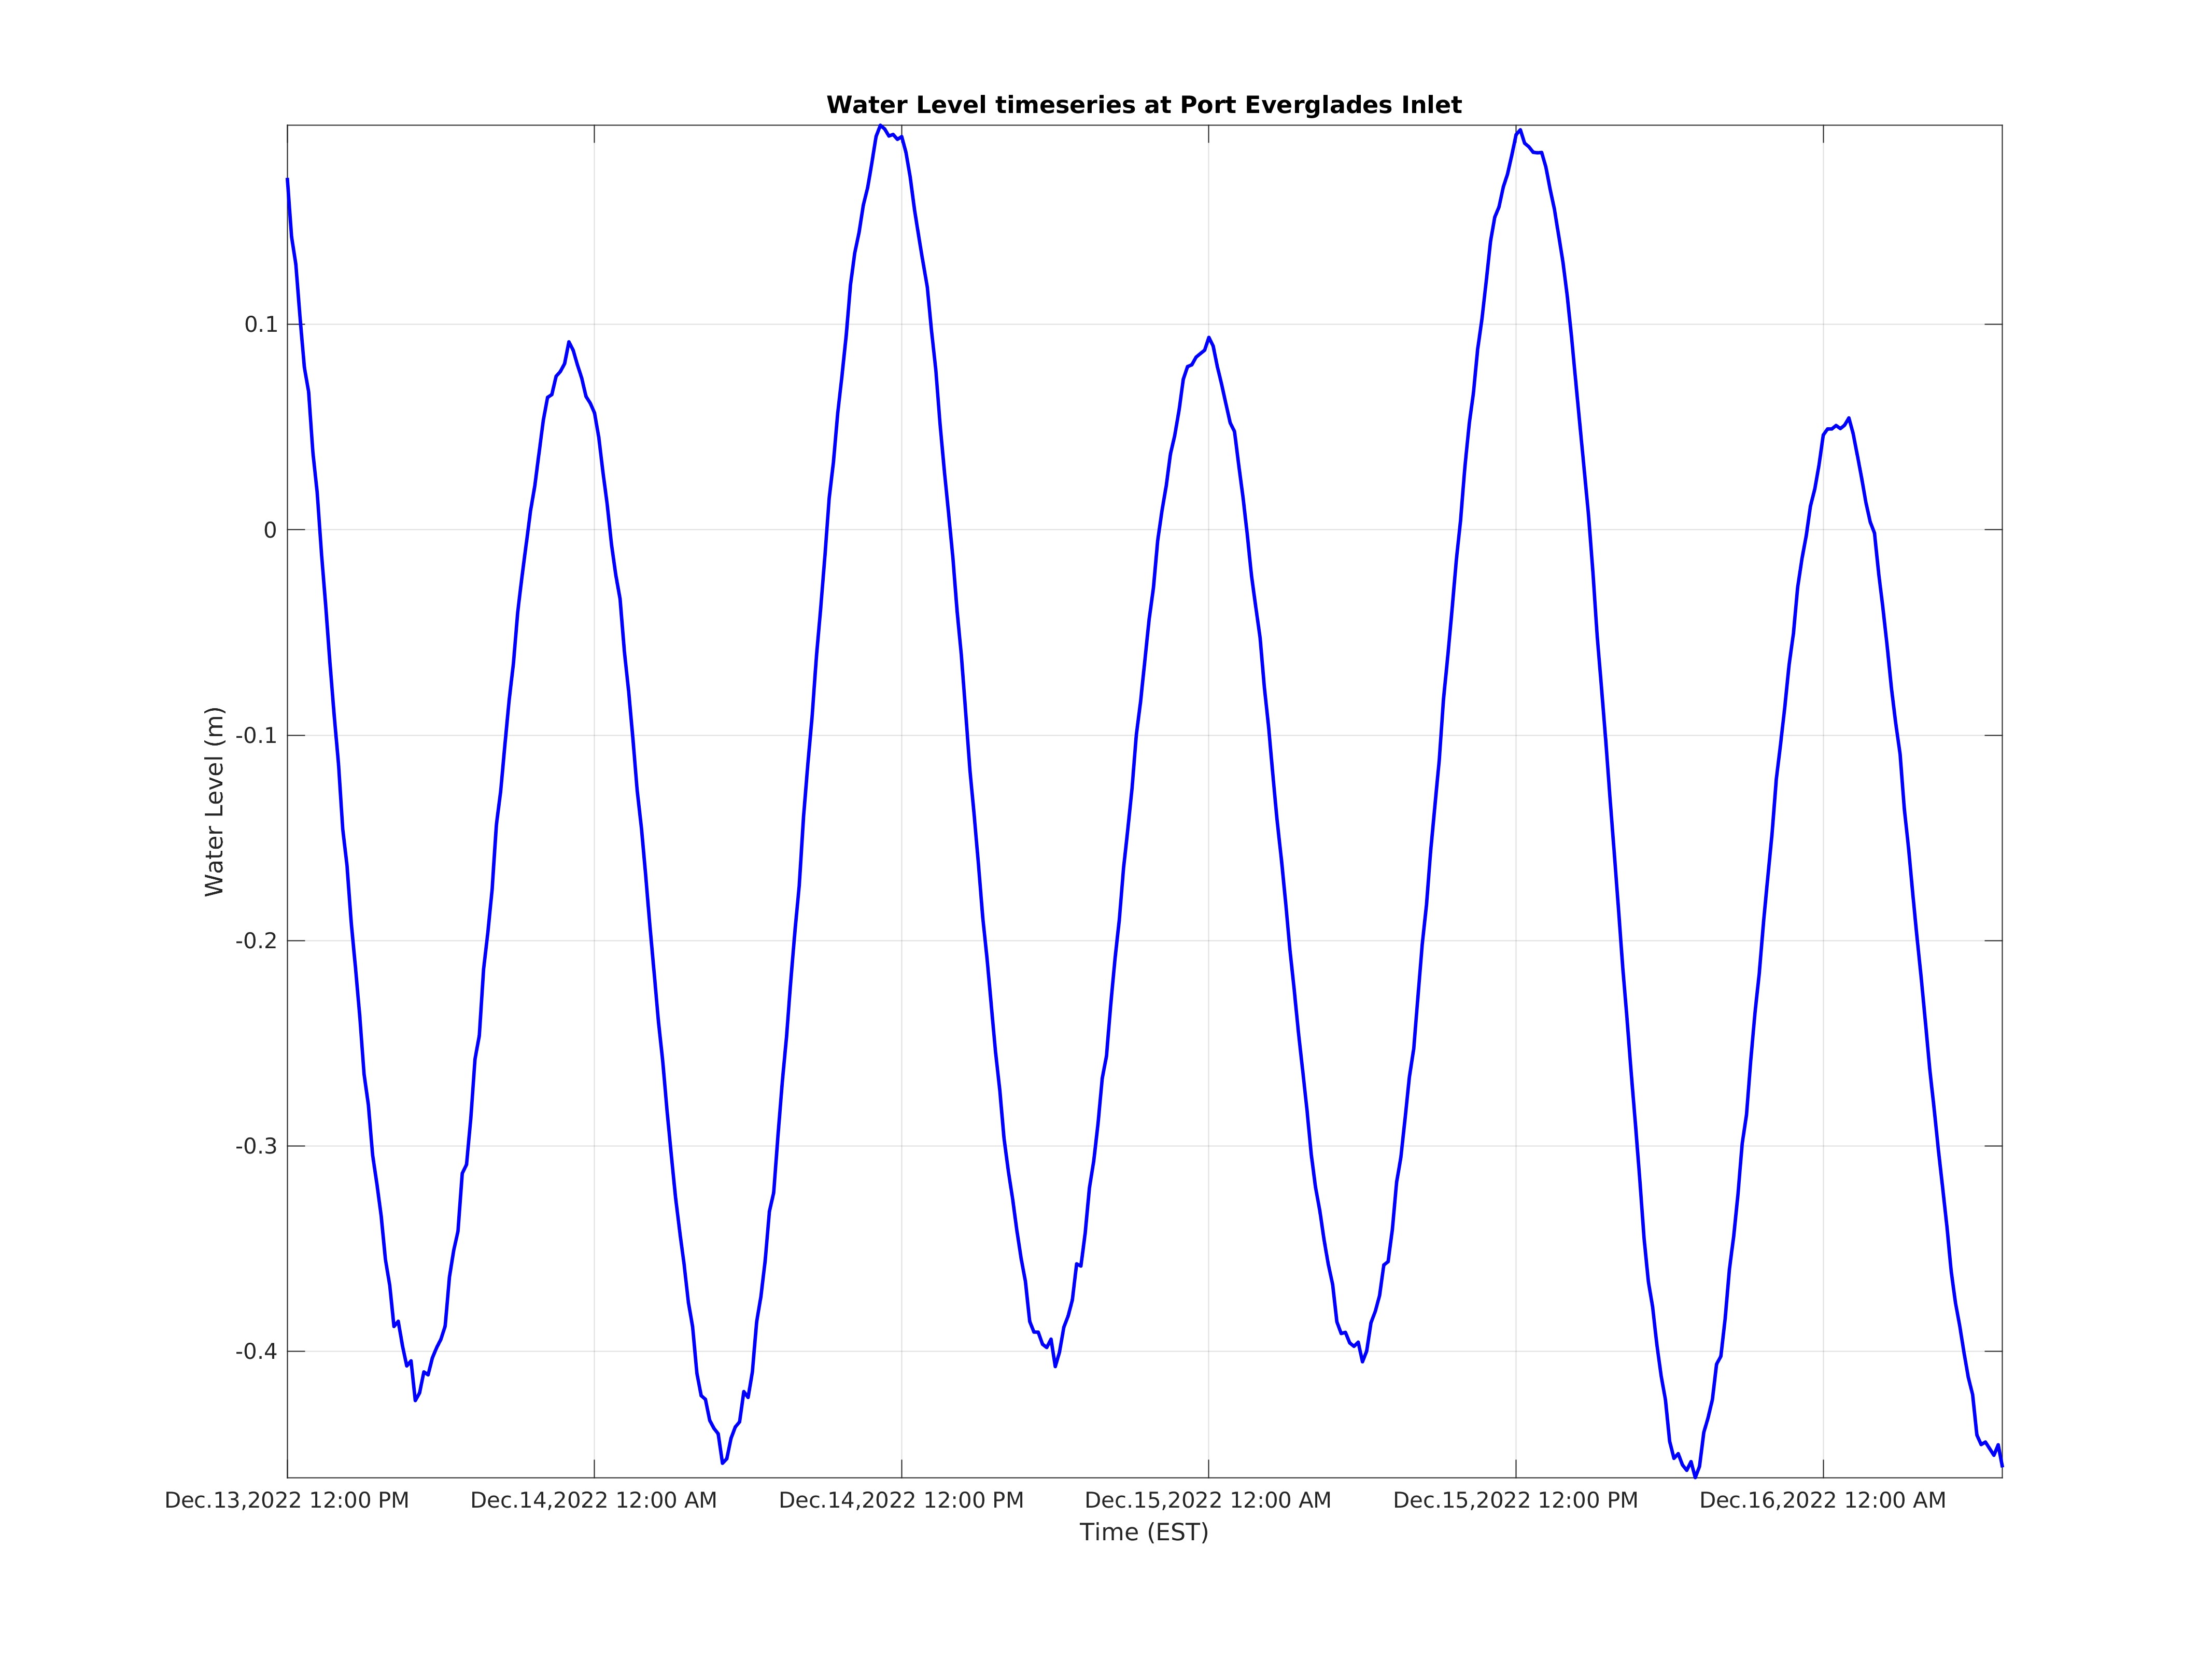 Water Level timeseries at Port Everglades Inlet
0.1
0
-0.1
-0.2
-0.3
-0.4
Water Level (m)
Dec.13,2022 12:00 PM
Dec.14,2022 12:00 AM
Dec.14,2022 12:00 PM
Dec.15,2022 12:00 AM
Dec.15,2022 12:00 PM
Dec.16,2022 12:00 AM
Time (EST)